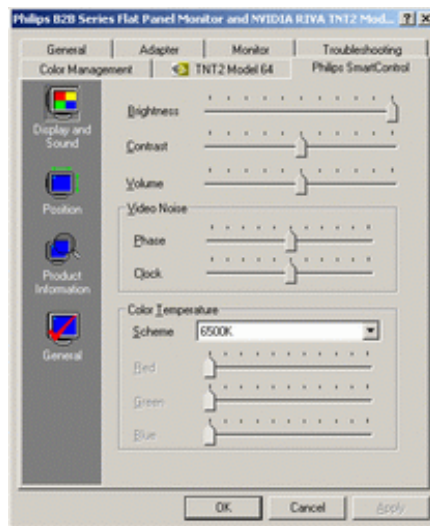 Philips B2B Series Flat Panel Monitor and NVIDIA RIVA TNT2 Mod...
General Adapter Monitor Troubleshooting
Color Management TNT2 Model 64 Philips SmartControl
Display and
Sound
Position
Product
Information
General
Brightness
Contrast
Volume
Video Noise
Phase
Clock
Color Temperature
Scheme 6500K
Red
Green
Blue
OK Cancel Apply